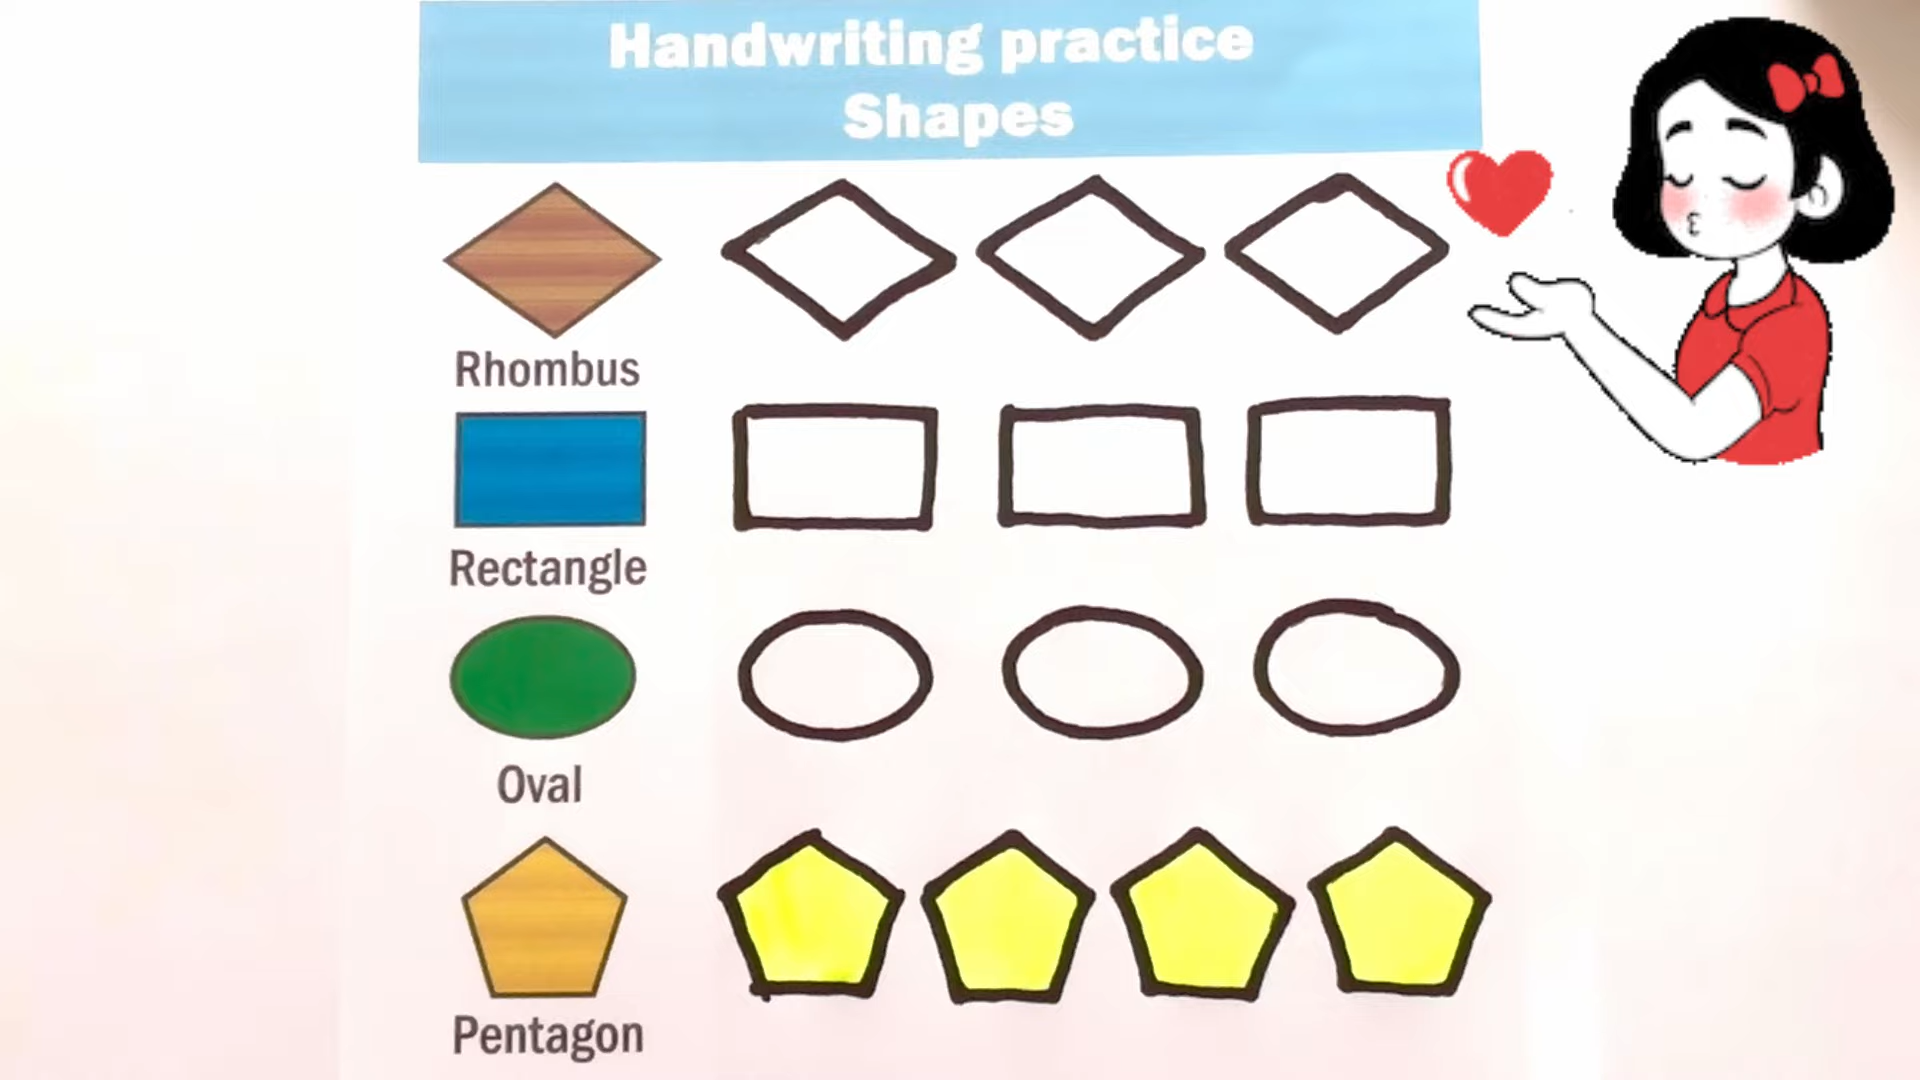 Handwriting practice
Shapes
Rhombus
Rectangle
Oval
Pentagon